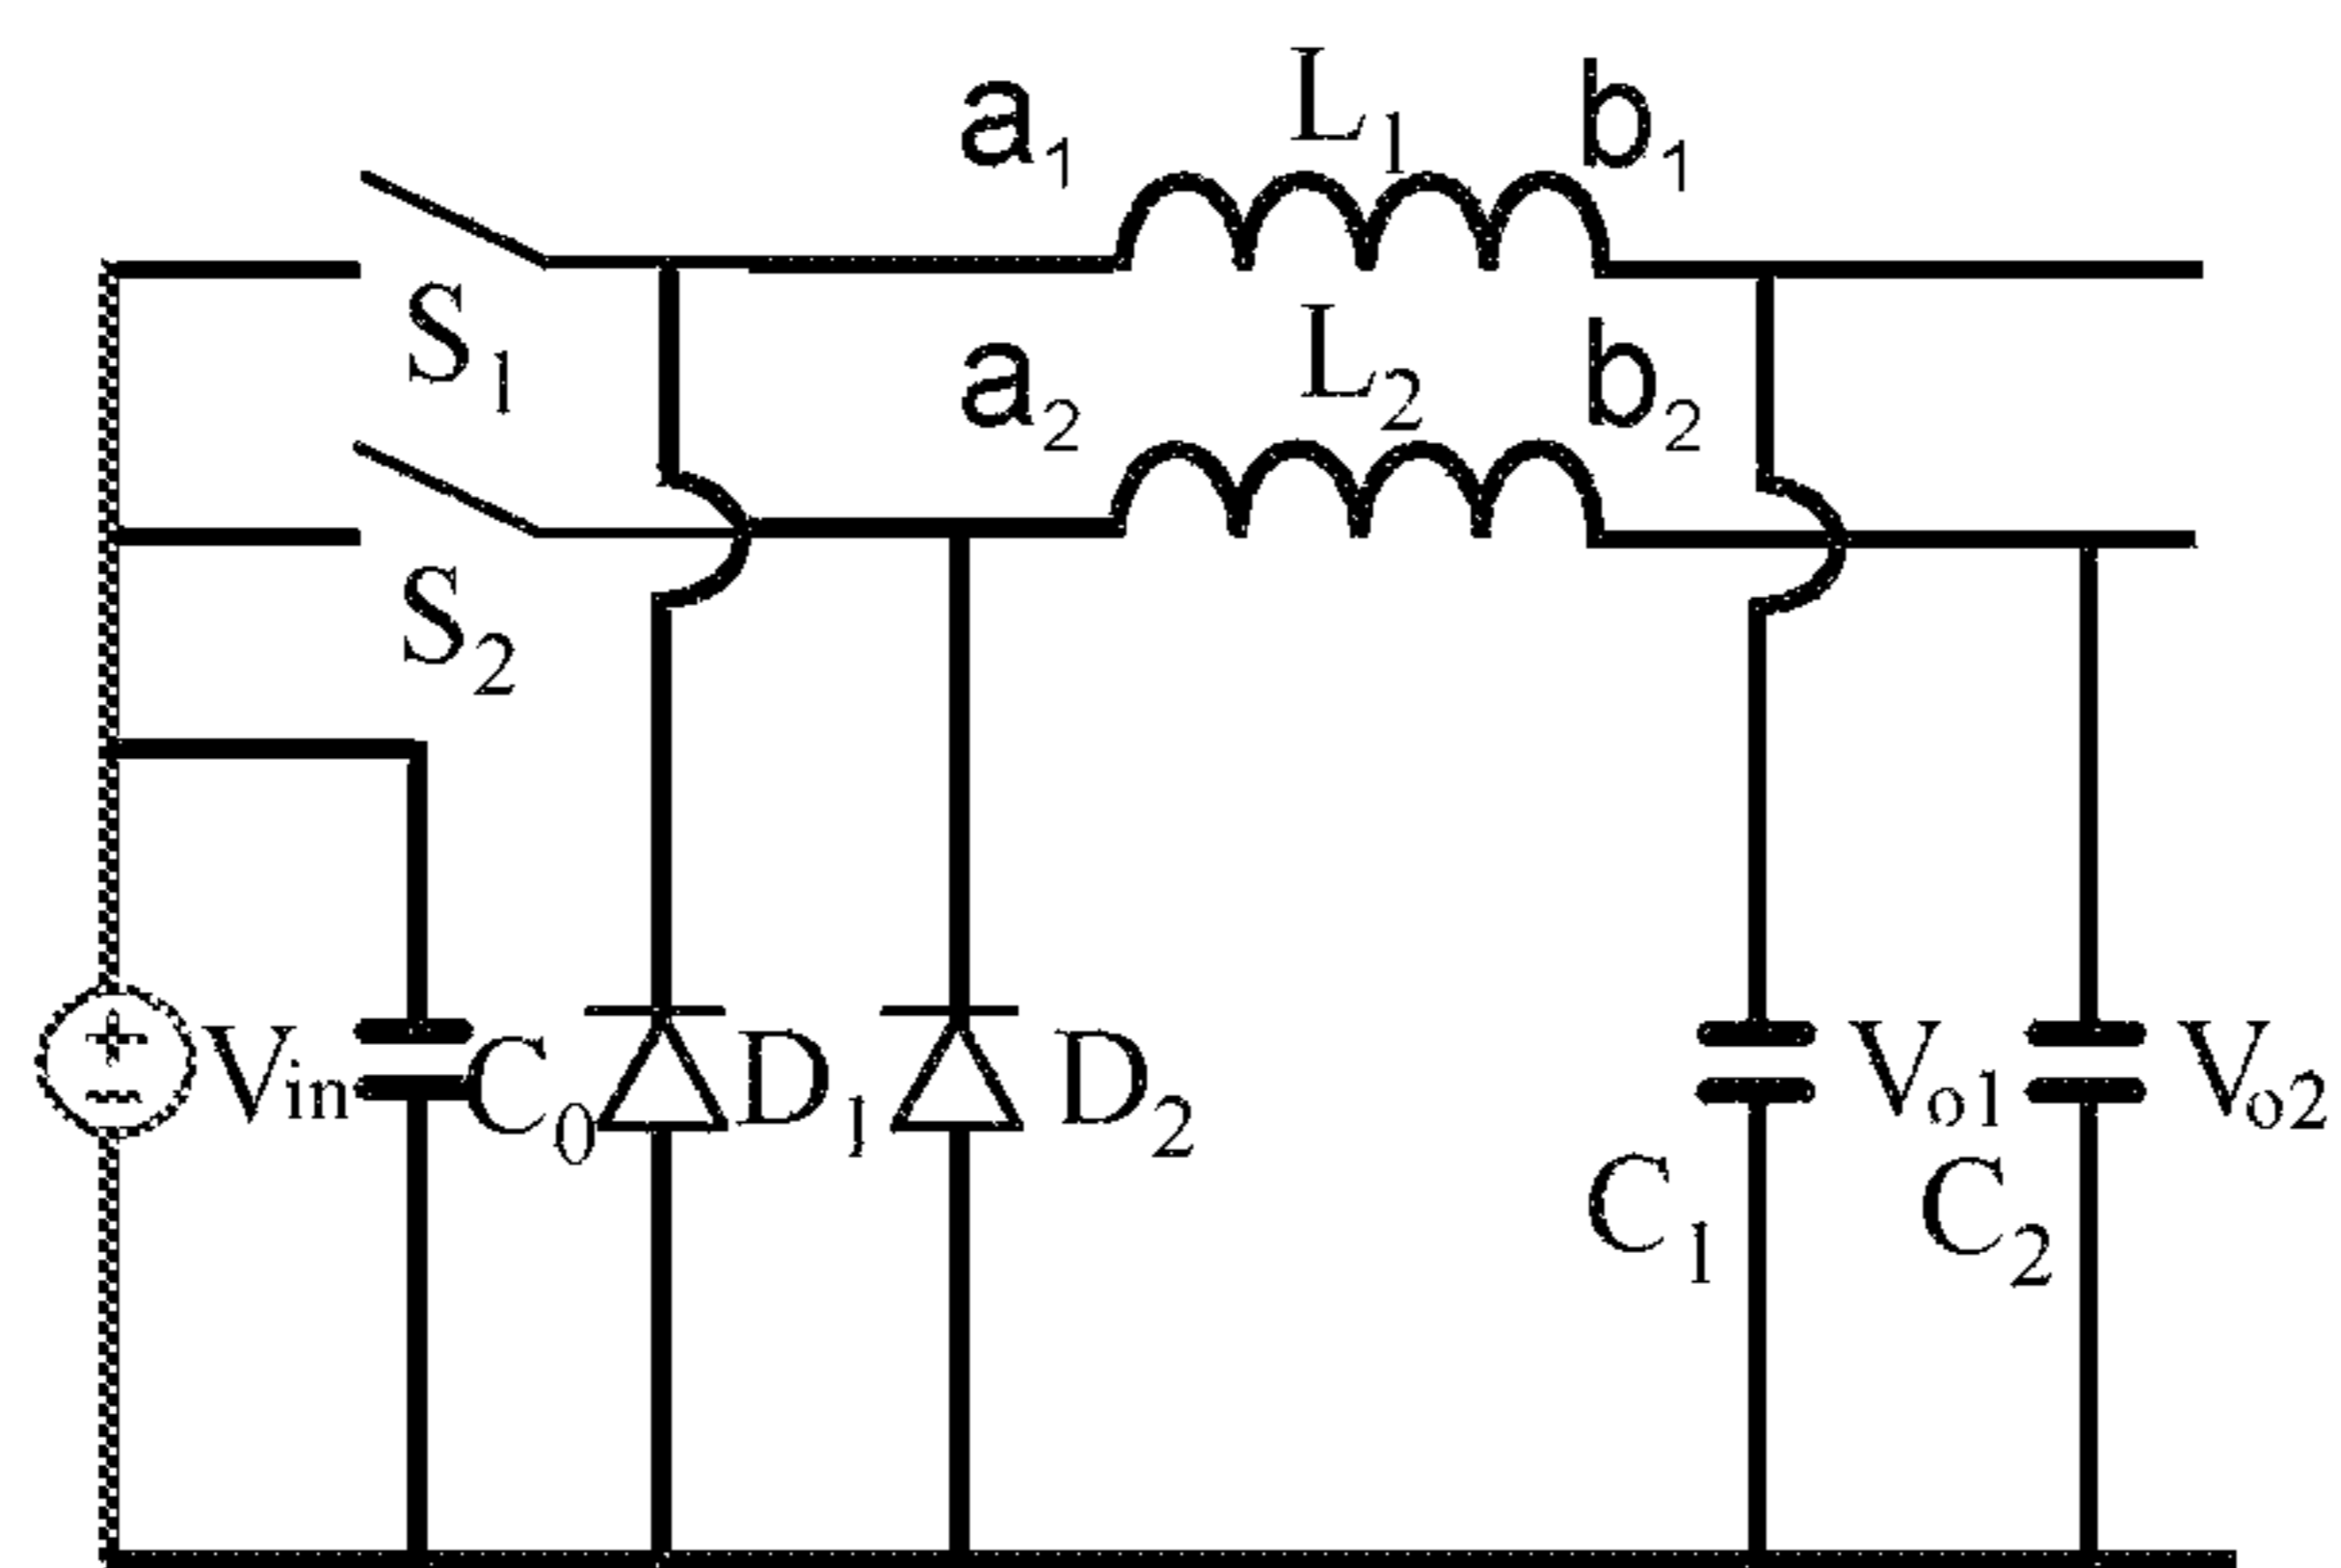 a₁ L₁ b₁
S₁
a₂ L₂ b₂
S₂
+
− Vin C₀ D₁ D₂ Vo1 Vo2
C₁ C₂